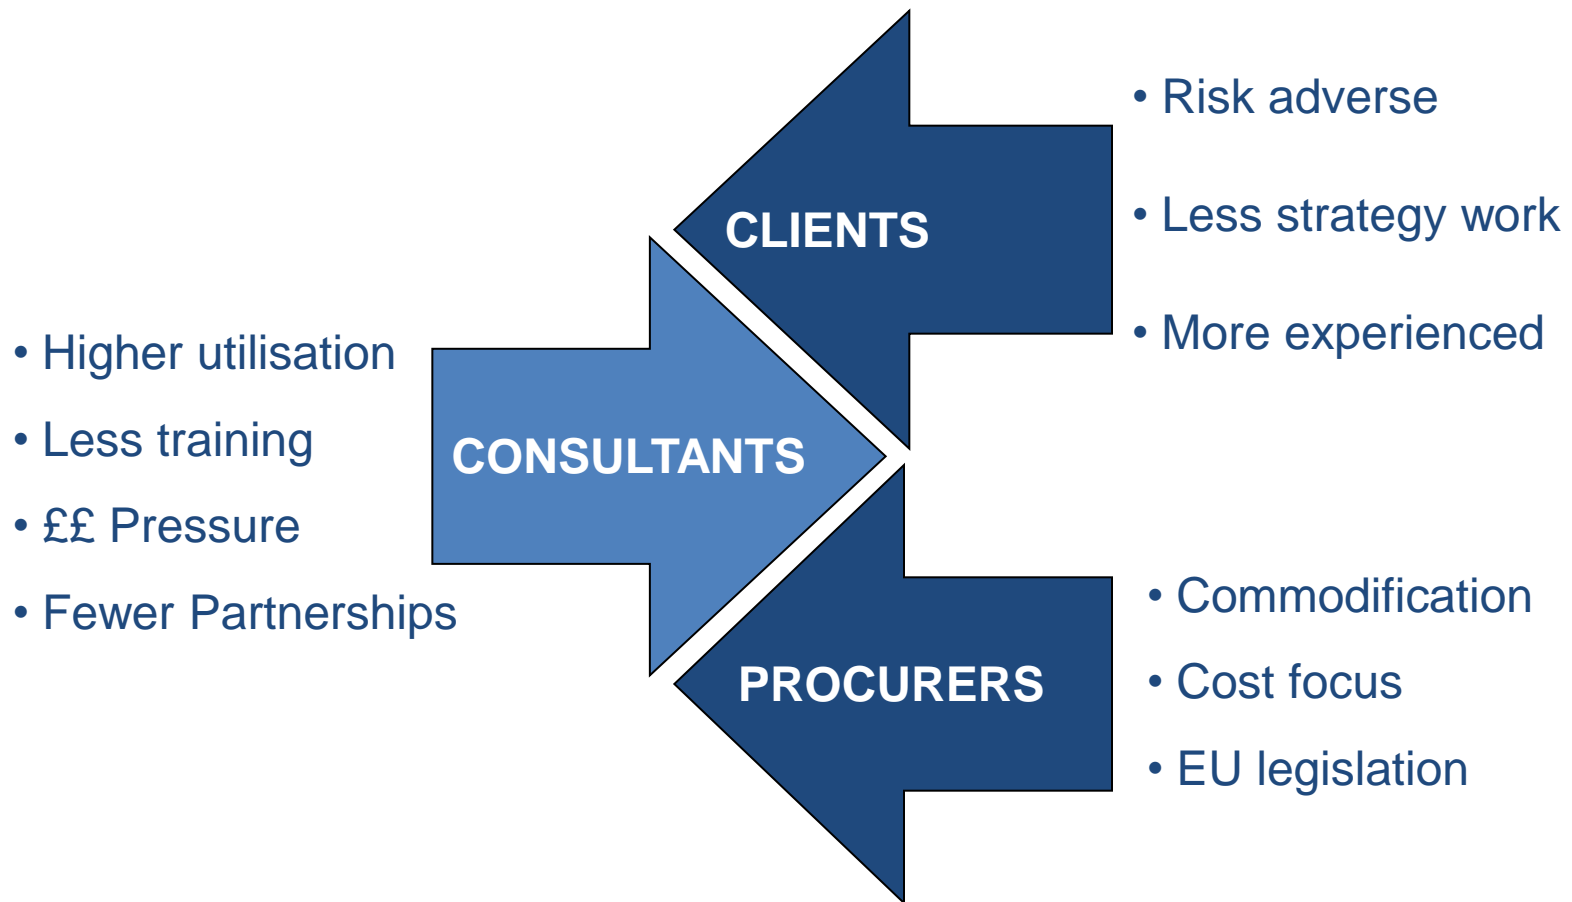 • Higher utilisation
• Less training
• ££ Pressure
• Fewer Partnerships
CONSULTANTS
CLIENTS
• Risk adverse
• Less strategy work
• More experienced
PROCURERS
• Commodification
• Cost focus
• EU legislation